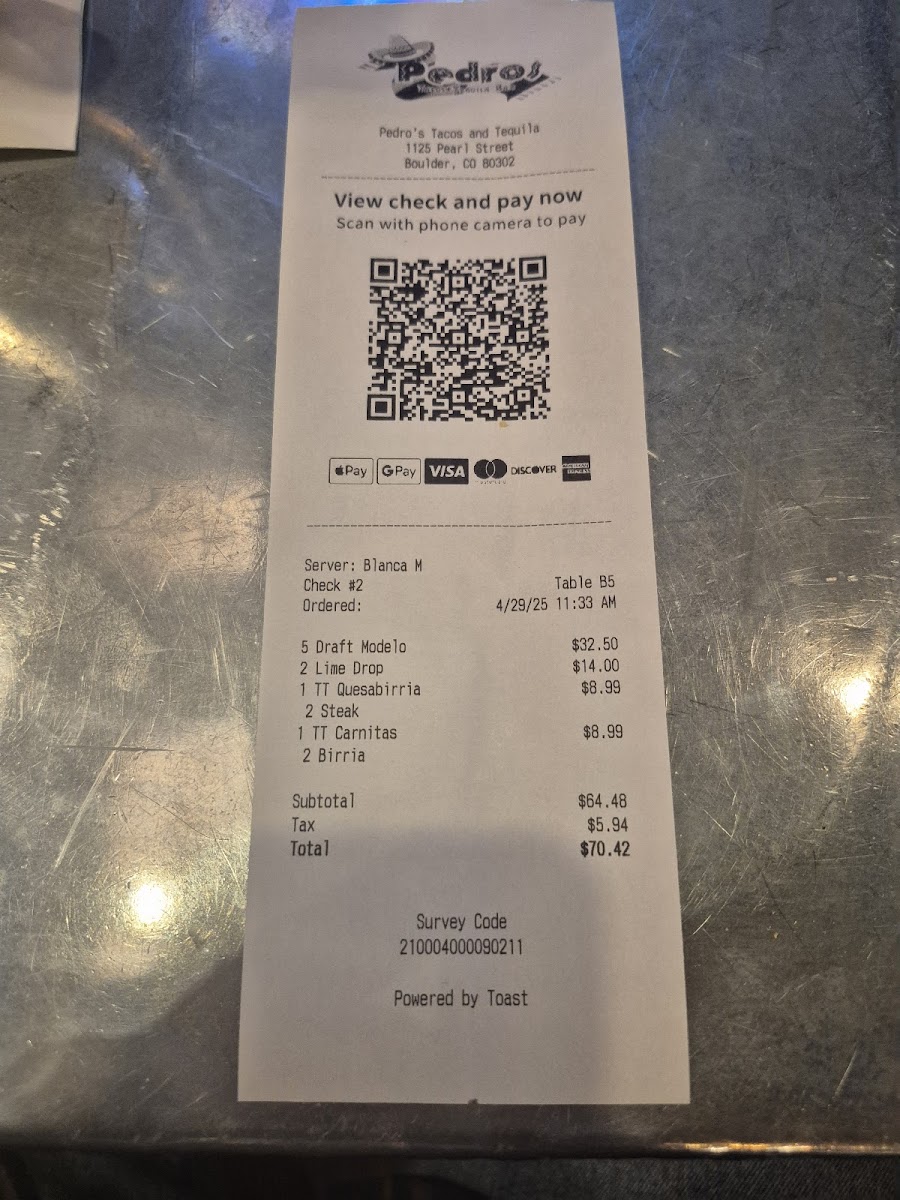 Pedros
Pedro's Tacos and Tequila
1125 Pearl Street
Boulder, CO 80302
View check and pay now
Scan with phone camera to pay
Pay G Pay VISA DISCOVER
Server: Blanca M
Check #2 Table B5
Ordered: 4/29/25 11:33 AM
5 Draft Modelo $32.50
2 Lime Drop $14.00
1 TT Quesabirria $8.99
2 Steak
1 TT Carnitas $8.99
2 Birria
Subtotal $64.48
Tax $5.94
Total $70.42
Survey Code
210004000090211
Powered by Toast